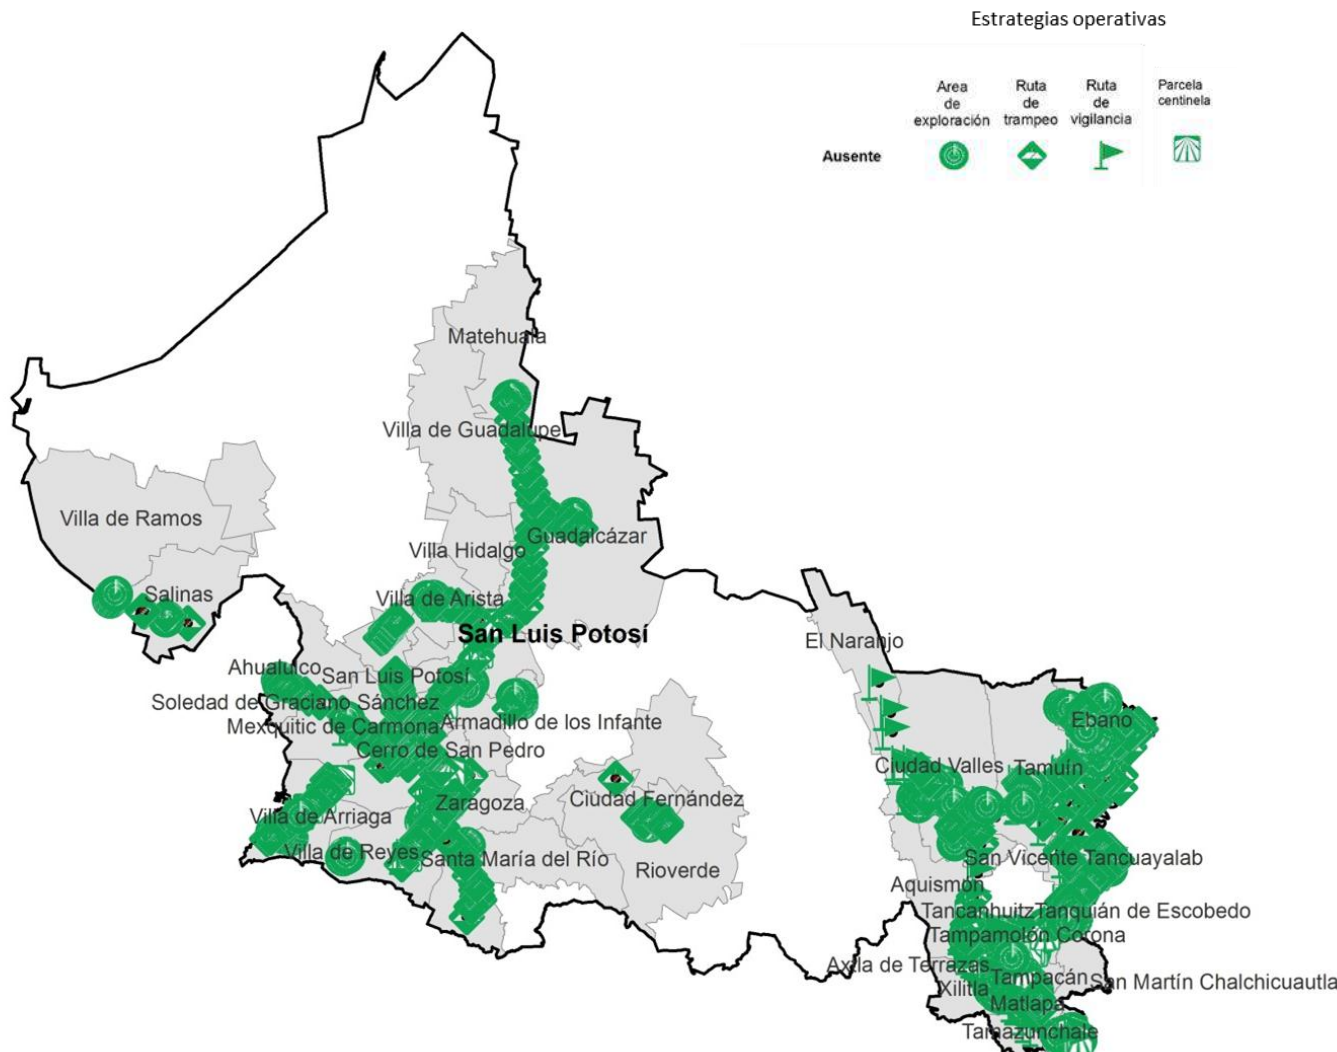 Estrategias operativas
Area
de
exploración
Ruta
de
trampeo
Ruta
de
vigilancia
Parcela
centinela
Ausente
Matehuala
Villa de Guadalupe
Villa de Ramos
Guadalcázar
Villa Hidalgo
Salinas
Villa de Arista
San Luis Potosí
El Naranjo
Ahualulco
San Luis Potosí
Soledad de Graciano Sánchez
Mexquitic de Carmona
Armadillo de los Infante
Ebano
Cerro de San Pedro
Ciudad Valles
Tamuín
Ciudad Fernández
Zaragoza
Villa de Arriaga
Villa de Reyes
Santa María del Río
San Vicente Tancuayalab
Rioverde
Aquismón
Tancanhuitz
Tanquián de Escobedo
Tampamolón Corona
Axtla de Terrazas
Tampacán
San Martín Chalchicuautla
Xilitla
Matlapa
Tamazunchale